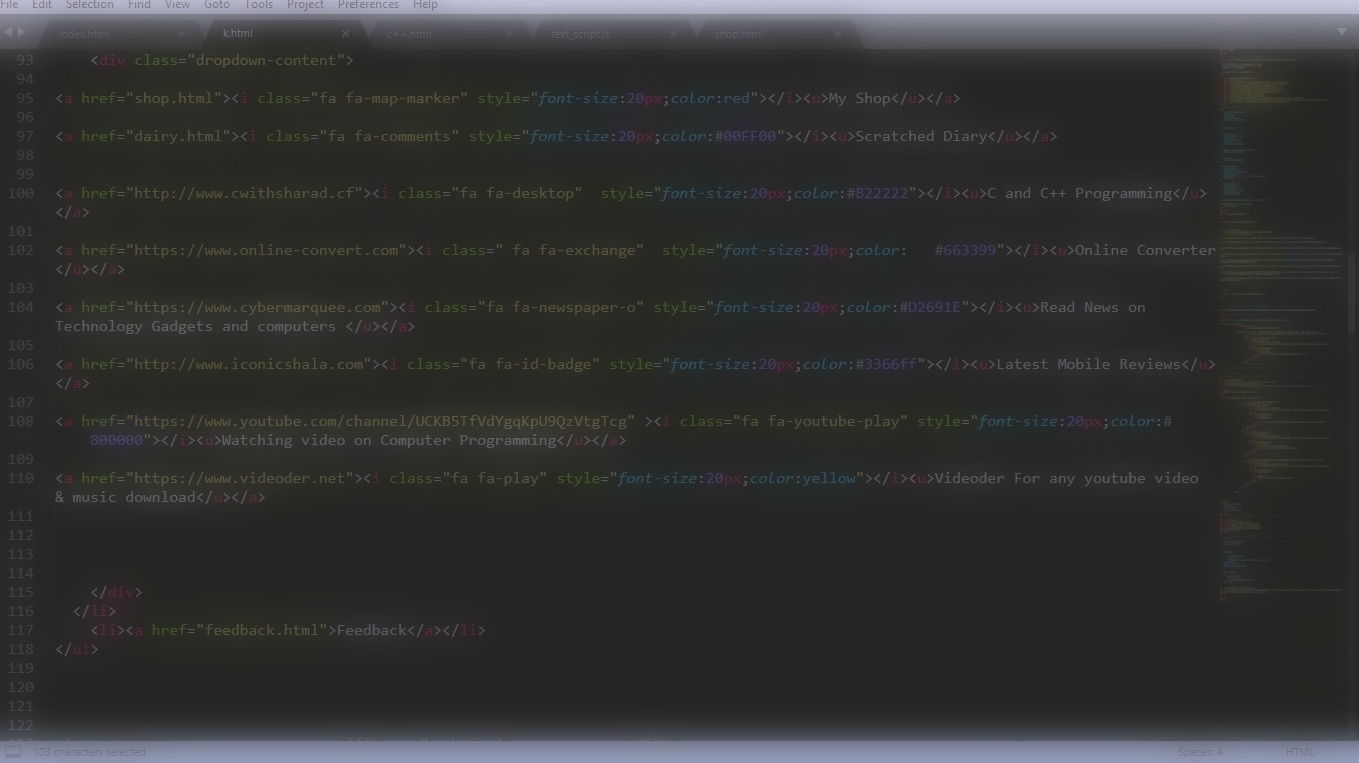 File Edit Selection Find View Goto Tools Project Preferences Help
index.html k.html c++.html text_script.js shop.html
93 <div class="dropdown-content">
94
95 <a href="shop.html"><i class="fa fa-map-marker" style="font-size:20px;color:red"></i><u>My Shop</u></a>
96
97 <a href="dairy.html"><i class="fa fa-comments" style="font-size:20px;color:#00FF00"></i><u>Scratched Diary</u></a>
98
99
100 <a href="http://www.cwithsharad.cf"><i class="fa fa-desktop"  style="font-size:20px;color:#B22222"></i><u>C and C++ Programming</u>
</a>
101
102 <a href="https://www.online-convert.com"><i class=" fa fa-exchange"  style="font-size:20px;color:   #663399"></i><u>Online Converter
</u></a>
103
104 <a href="https://www.cybermarquee.com"><i class="fa fa-newspaper-o" style="font-size:20px;color:#D2691E"></i><u>Read News on
Technology Gadgets and computers </u></a>
105
106 <a href="https://www.iconicshala.com"><i class="fa fa-id-badge" style="font-size:20px;color:#3366ff"></i><u>Latest Mobile Reviews</u>
</a>
107
108 <a href="https://www.youtube.com/channel/UCKB5TfVdYgqKpU9QzVtgTcg" ><i class="fa fa-youtube-play" style="font-size:20px;color:#
800000"></i><u>Watching video on Computer Programming</u></a>
109
110 <a href="https://www.videoder.net"><i class="fa fa-play" style="font-size:20px;color:yellow"></i><u>Videoder For any youtube video
& music download</u></a>
111
112
113
114
115 </div>
116 </li>
117 <li><a href="feedback.html">Feedback</a></li>
118 </ul>
119
120
121
122
103 characters selected Spaces: 4 HTML